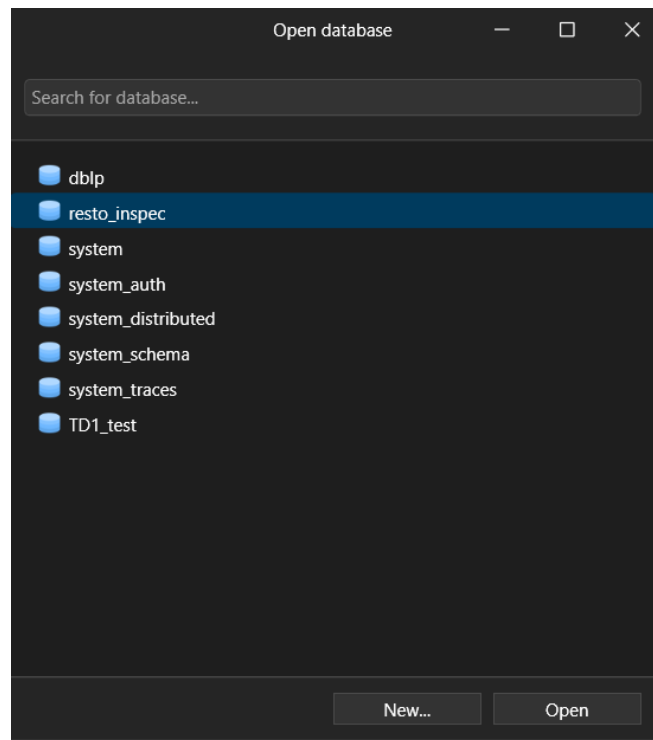 Open database
Search for database...
dblp
resto_inspec
system
system_auth
system_distributed
system_schema
system_traces
TD1_test
New... Open